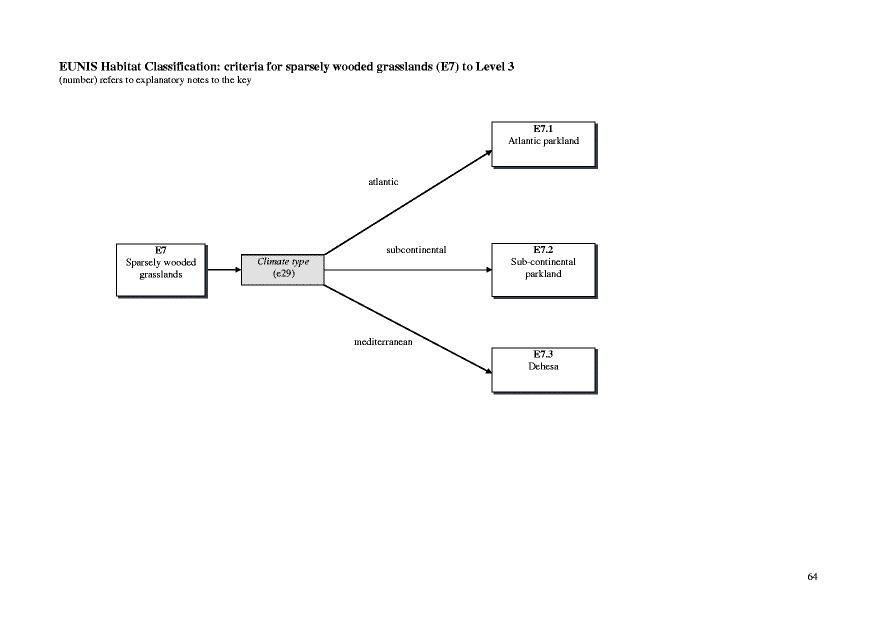 EUNIS Habitat Classification: criteria for sparsely wooded grasslands (E7) to Level 3
(number) refers to explanatory notes to the key
E7.1
Atlantic parkland
atlantic
E7
Sparsely wooded
grasslands
Climate type
(e29)
subcontinental
E7.2
Sub-continental
parkland
mediterranean
E7.3
Dehesa
64